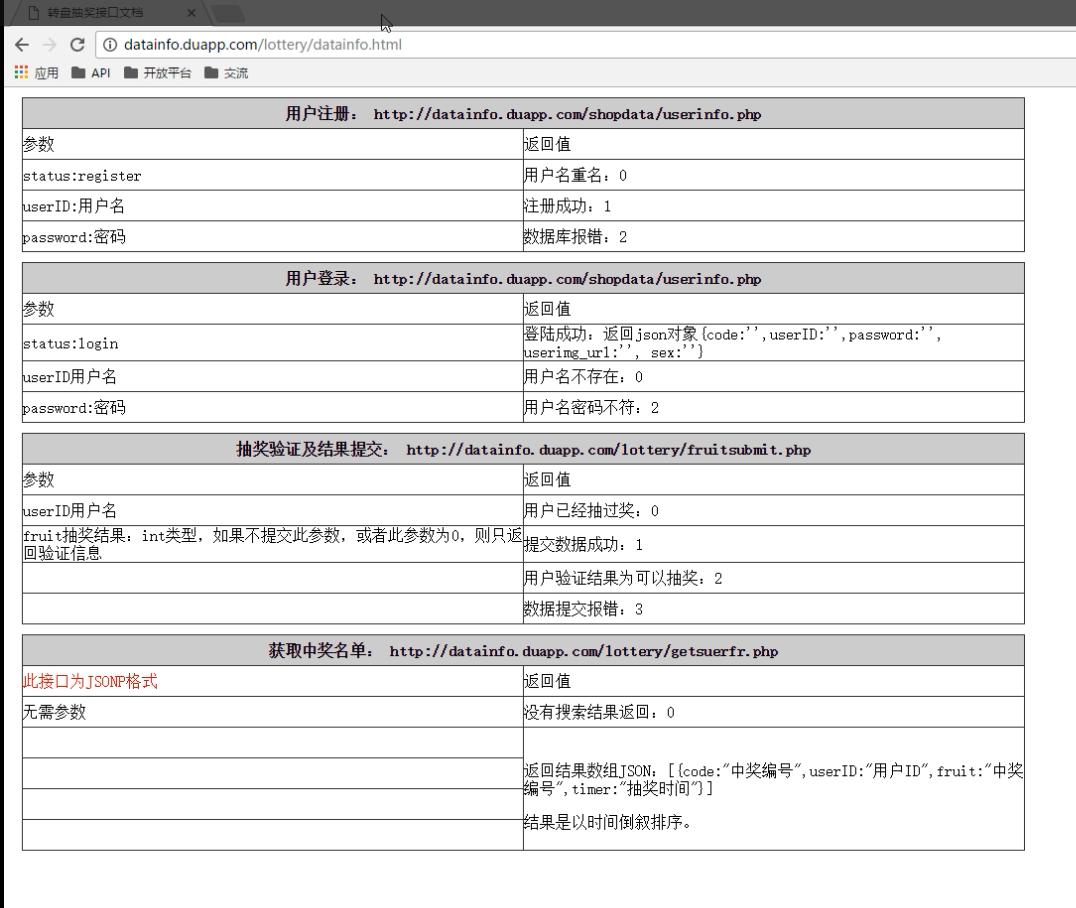 转盘抽奖接口文档
datainfo.duapp.com/lottery/datainfo.html
应用 API 开放平台 交流
用户注册： http://datainfo.duapp.com/shopdata/userinfo.php
参数 返回值
status:register 用户名重名：0
userID:用户名 注册成功：1
password:密码 数据库报错：2
用户登录： http://datainfo.duapp.com/shopdata/userinfo.php
参数 返回值
status:login 登陆成功：返回json对象{code:'',userID:'',password:'',
userimg_url:'', sex:''}
userID用户名 用户名不存在：0
password:密码 用户名密码不符：2
抽奖验证及结果提交： http://datainfo.duapp.com/lottery/fruitsubmit.php
参数 返回值
userID用户名 用户已经抽过奖：0
fruit抽奖结果：int类型，如果不提交此参数，或者此参数为0，则只返
回验证信息
提交数据成功：1
用户验证结果为可以抽奖：2
数据提交报错：3
获取中奖名单： http://datainfo.duapp.com/lottery/getsuerfr.php
此接口为JSONP格式 返回值
无需参数 没有搜索结果返回：0
返回结果数组JSON：[{code:"中奖编号",userID:"用户ID",fruit:"中奖
编号",timer:"抽奖时间"}]
结果是以时间倒叙排序。